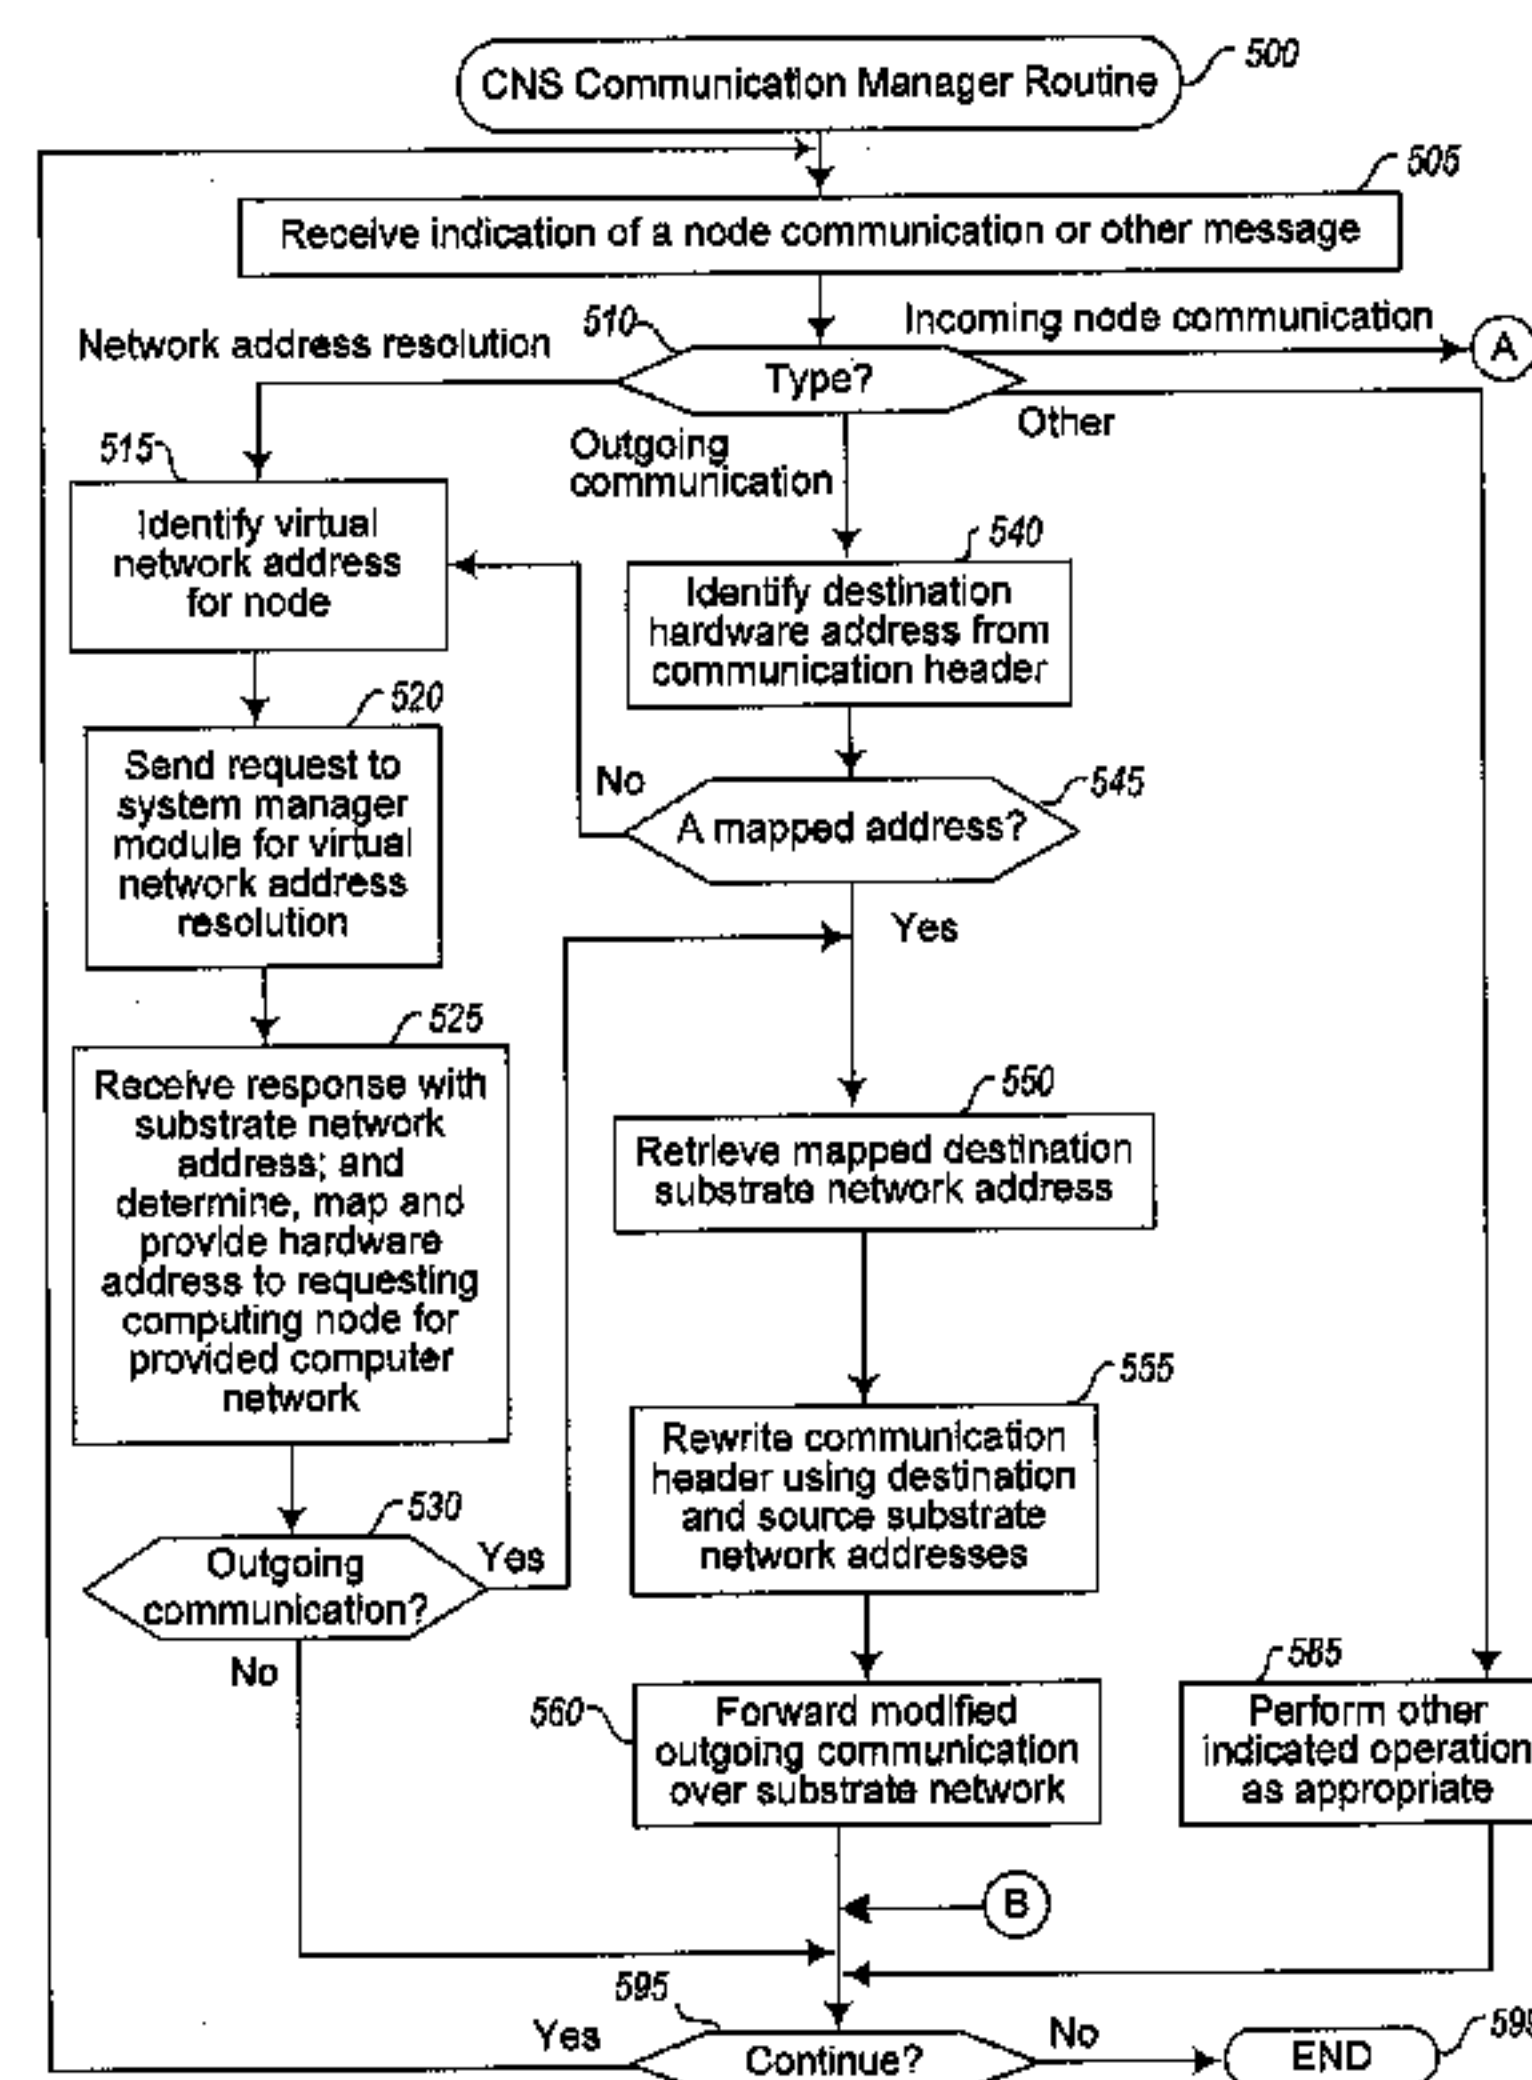 CNS Communication Manager Routine
500
505
Receive indication of a node communication or other message
510
Incoming node communication
A
Network address resolution
Type?
Other
Outgoing
communication
515
Identify virtual
network address
for node
540
Identify destination
hardware address from
communication header
520
Send request to
system manager
module for virtual
network address
resolution
No
545
A mapped address?
Yes
525
Receive response with
substrate network
address; and
determine, map and
provide hardware
address to requesting
computing node for
provided computer
network
550
Retrieve mapped destination
substrate network address
555
Rewrite communication
header using destination
and source substrate
network addresses
530
Outgoing
communication?
Yes
No
560
Forward modified
outgoing communication
over substrate network
585
Perform other
indicated operation
as appropriate
B
595
Yes
Continue?
No
END
599